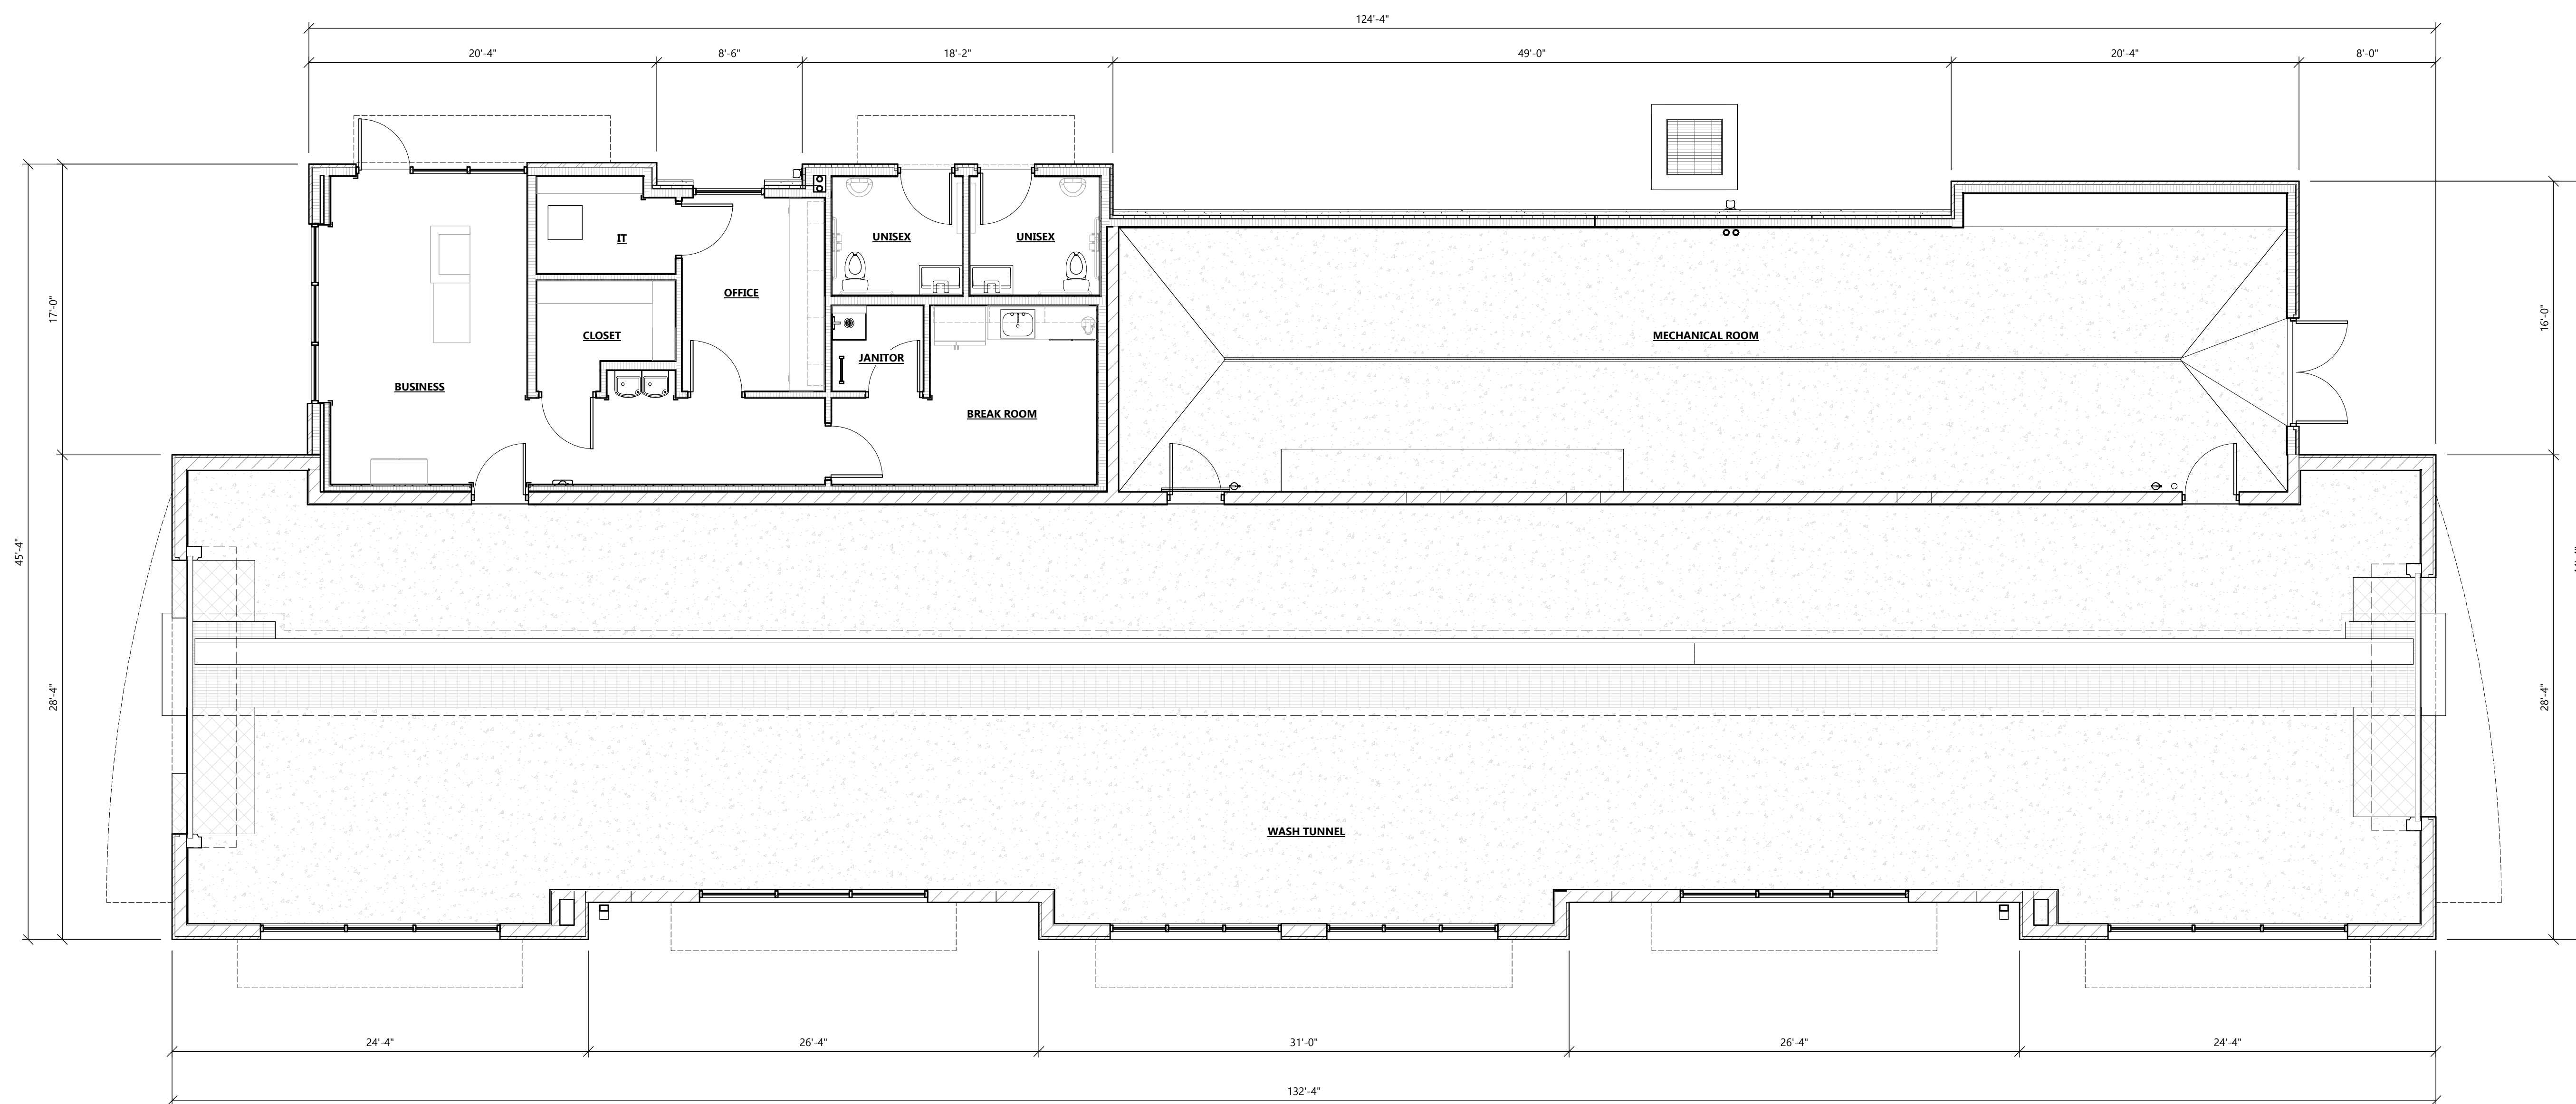 124'-4"
20'-4"
8'-6"
18'-2"
49'-0"
20'-4"
8'-0"
UNISEX
UNISEX
IT
OFFICE
17'-0"
16'-0"
CLOSET
MECHANICAL ROOM
JANITOR
BUSINESS
BREAK ROOM
45'-4"
28'-4"
28'-4"
WASH TUNNEL
24'-4"
26'-4"
31'-0"
26'-4"
24'-4"
132'-4"